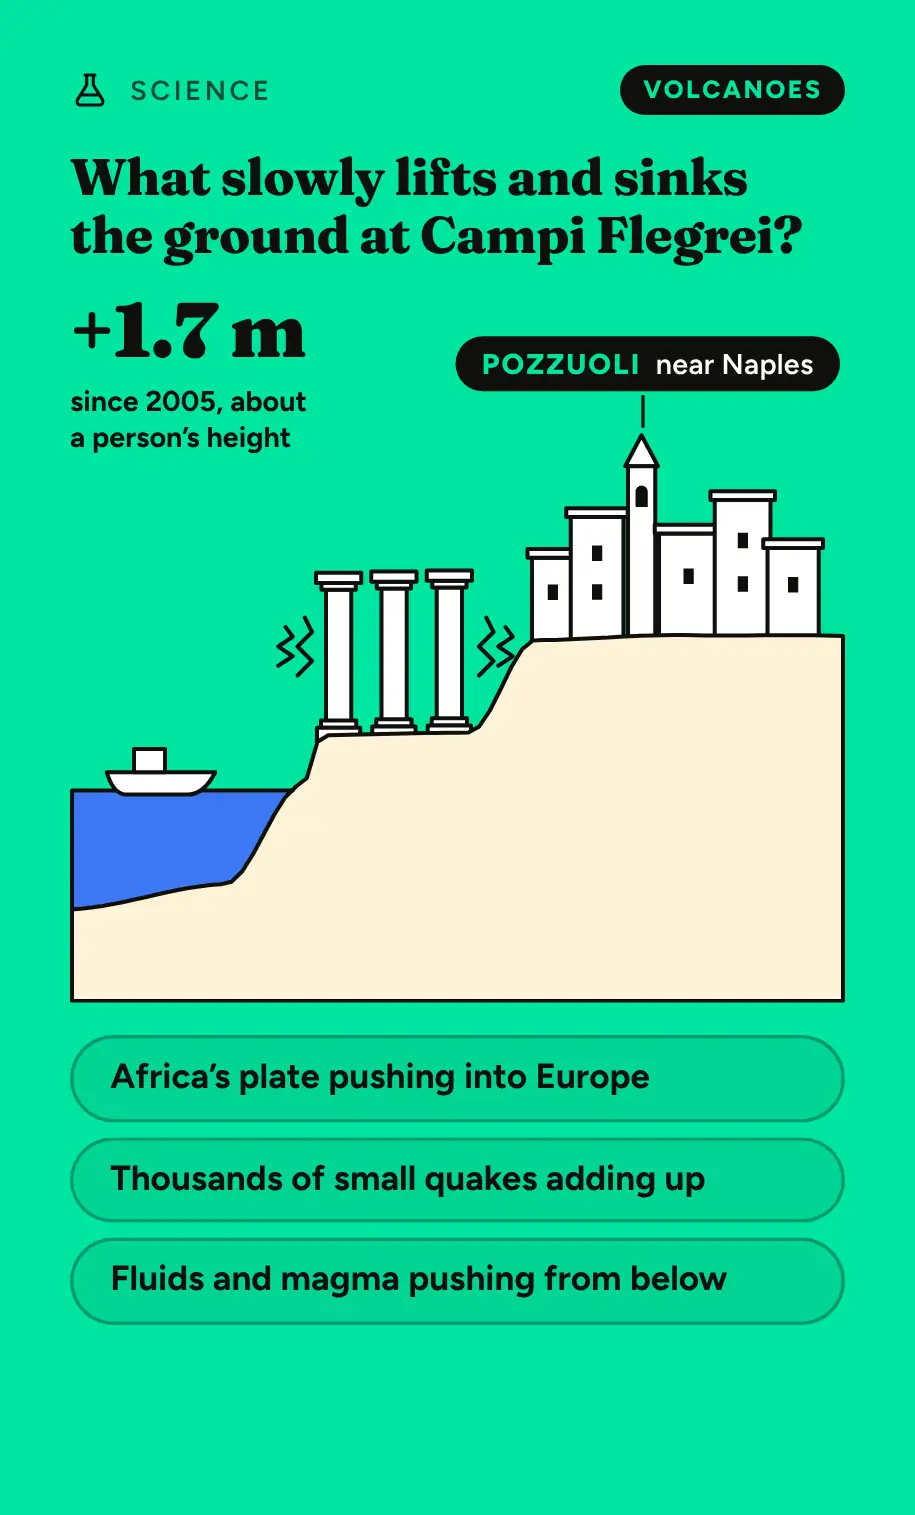 SCIENCE
VOLCANOES
What slowly lifts and sinks
the ground at Campi Flegrei?
+1.7 m
since 2005, about
a person’s height
POZZUOLI near Naples
Africa’s plate pushing into Europe
Thousands of small quakes adding up
Fluids and magma pushing from below